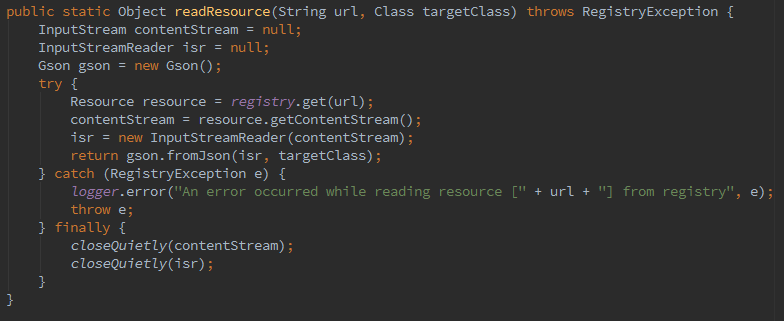 public static Object readResource(String url, Class targetClass) throws RegistryException {
    InputStream contentStream = null;
    InputStreamReader isr = null;
    Gson gson = new Gson();
    try {
        Resource resource = registry.get(url);
        contentStream = resource.getContentStream();
        isr = new InputStreamReader(contentStream);
        return gson.fromJson(isr, targetClass);
    } catch (RegistryException e) {
        logger.error("An error occurred while reading resource [" + url + "] from registry", e);
        throw e;
    } finally {
        closeQuietly(contentStream);
        closeQuietly(isr);
    }
}